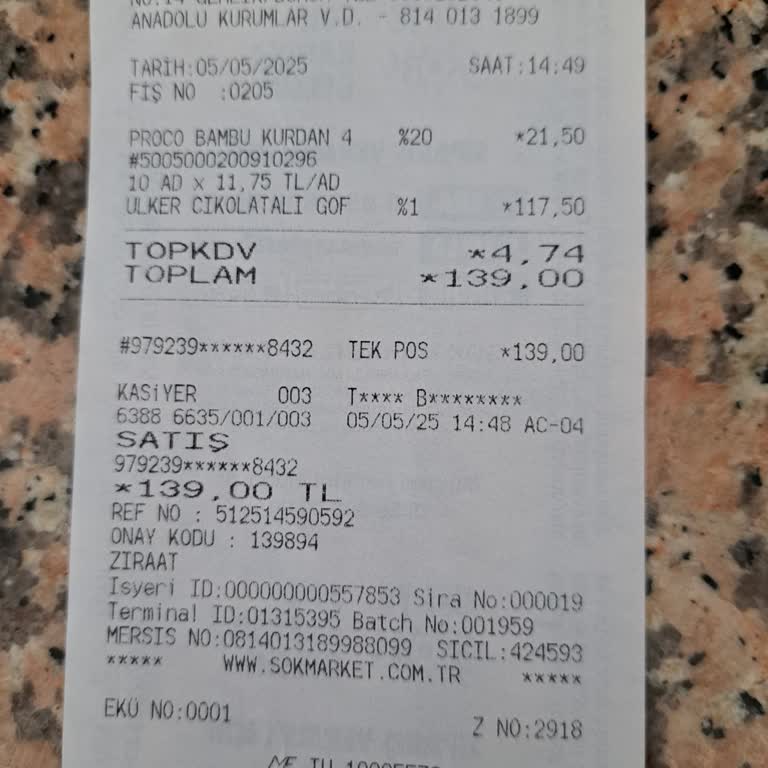 ANADOLU KURUMLAR V.D. - 814 013 1899
TARİH:05/05/2025 SAAT:14:49
FİŞ NO :0205
PROCO BAMBU KURDAN 4 %20 *21,50
#5005000200910296
10 AD x 11,75 TL/AD
ULKER CIKOLATALI GOF %1 *117,50
TOPKDV *4,74
TOPLAM *139,00
#979239******8432 TEK POS *139,00
KASİYER 003 T**** B********
6388 6635/001/003 05/05/25 14:48 AC-04
SATIŞ
979239******8432
*139,00 TL
REF NO : 512514590592
ONAY KODU : 139894
ZIRAAT
Isyeri ID:000000000557853 Sira No:000019
Terminal ID:01315395 Batch No:001959
MERSIS NO:0814013189988099 SICIL:424593
***** WWW.SOKMARKET.COM.TR *****
EKÜ NO:0001 Z NO:2918